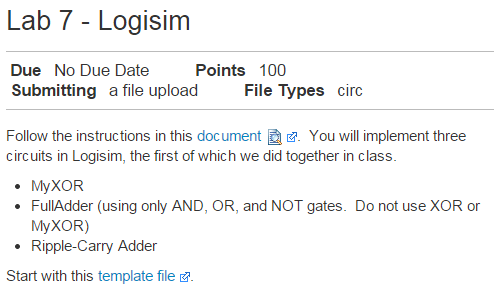 Lab 7 - Logisim
Due No Due Date Points 100
Submitting a file upload File Types circ
Follow the instructions in this document . You will implement three
circuits in Logisim, the first of which we did together in class.
• MyXOR
• FullAdder (using only AND, OR, and NOT gates. Do not use XOR or
MyXOR)
• Ripple-Carry Adder
Start with this template file .